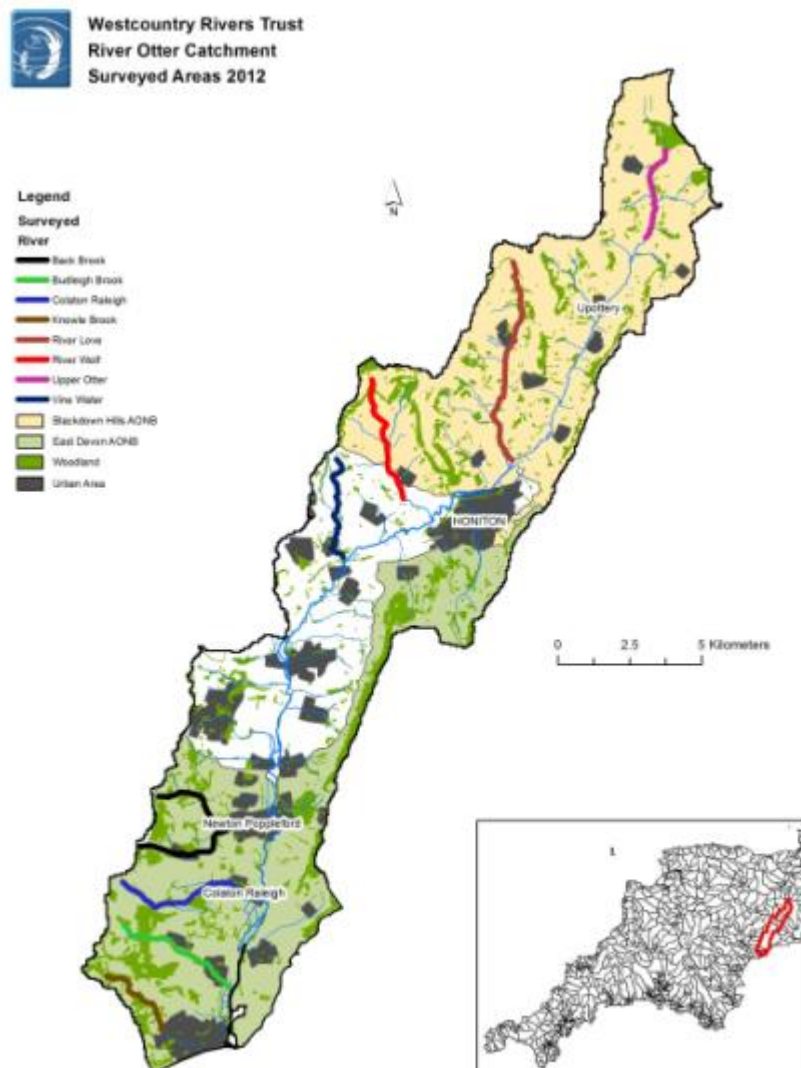 Westcountry Rivers Trust
River Otter Catchment
Surveyed Areas 2012
N
Legend
Surveyed
River
Back Brook
Budleigh Brook
Colaton Raleigh
Knowle Brook
River Love
River Wolf
Upper Otter
Vine Water
Blackdown Hills AONB
East Devon AONB
Woodland
Urban Area
Upottery
HONITON
0 2.5 5 Kilometers
Newton Poppleford
Colaton Raleigh